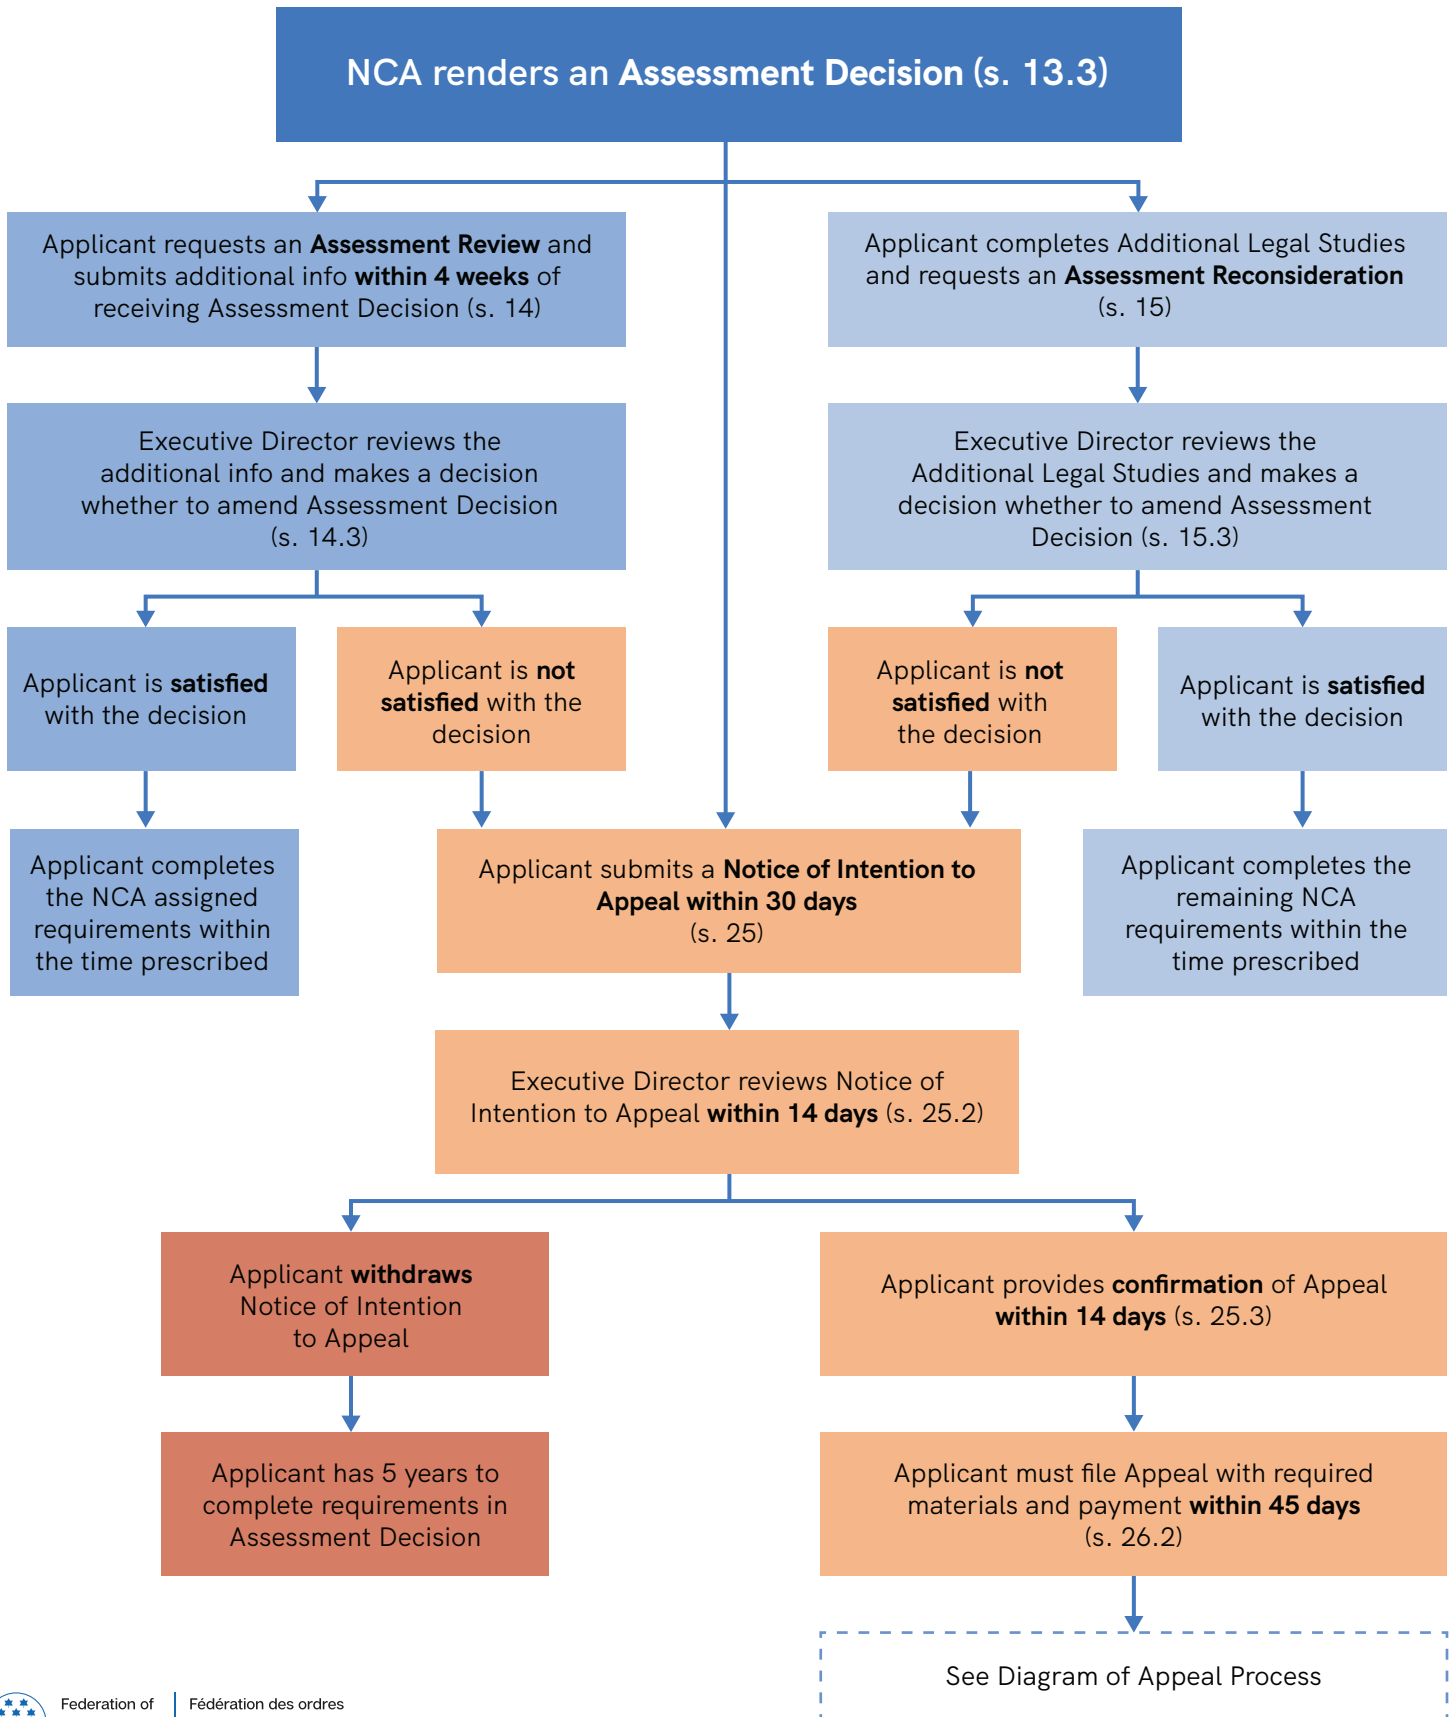 NCA renders an Assessment Decision (s. 13.3)
Applicant requests an Assessment Review and
submits additional info within 4 weeks of
receiving Assessment Decision (s. 14)
Applicant completes Additional Legal Studies
and requests an Assessment Reconsideration
(s. 15)
Executive Director reviews the
additional info and makes a decision
whether to amend Assessment Decision
(s. 14.3)
Executive Director reviews the
Additional Legal Studies and makes a
decision whether to amend Assessment
Decision (s. 15.3)
Applicant is satisfied
with the decision
Applicant is not
satisfied with the
decision
Applicant is not
satisfied with
the decision
Applicant is satisfied
with the decision
Applicant completes
the NCA assigned
requirements within
the time prescribed
Applicant submits a Notice of Intention to
Appeal within 30 days
(s. 25)
Applicant completes the
remaining NCA
requirements within the
time prescribed
Executive Director reviews Notice of
Intention to Appeal within 14 days (s. 25.2)
Applicant withdraws
Notice of Intention
to Appeal
Applicant provides confirmation of Appeal
within 14 days (s. 25.3)
Applicant has 5 years to
complete requirements in
Assessment Decision
Applicant must file Appeal with required
materials and payment within 45 days
(s. 26.2)
See Diagram of Appeal Process
Federation of
Fédération des ordres